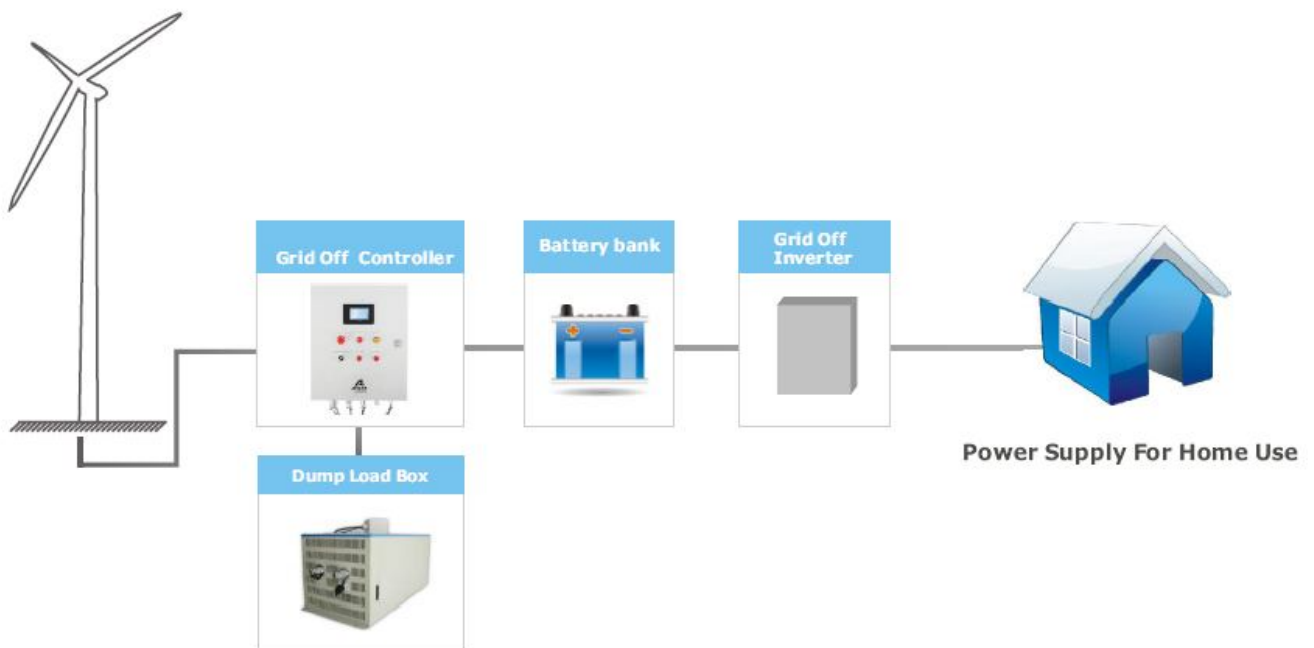 Grid Off Controller
Battery bank
Grid Off
Inverter
Power Supply For Home Use
Dump Load Box